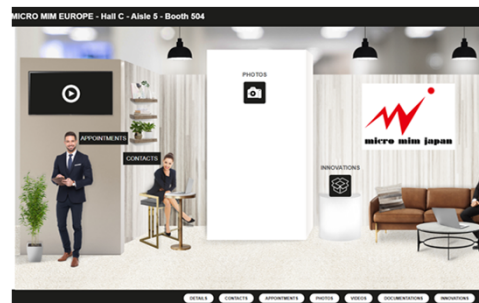 MICRO MIM EUROPE - Hall C - Aisle 5 - Booth 504
PHOTOS
APPOINTMENTS
CONTACTS
micro mim japan
INNOVATIONS
DETAILS
CONTACTS
APPOINTMENTS
PHOTOS
VIDEOS
DOCUMENTATIONS
INNOVATIONS